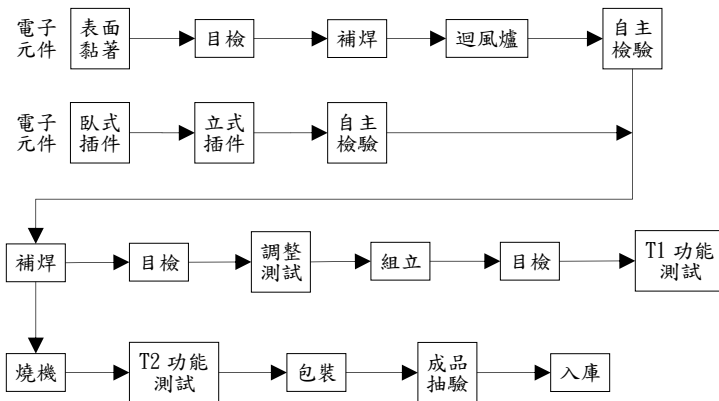 電子
元件
表面
黏著
目檢
補焊
迴風爐
自主
檢驗
電子
元件
臥式
插件
立式
插件
自主
檢驗
補焊
目檢
調整
測試
組立
目檢
T1 功能
測試
燒機
T2 功能
測試
包裝
成品
抽驗
入庫